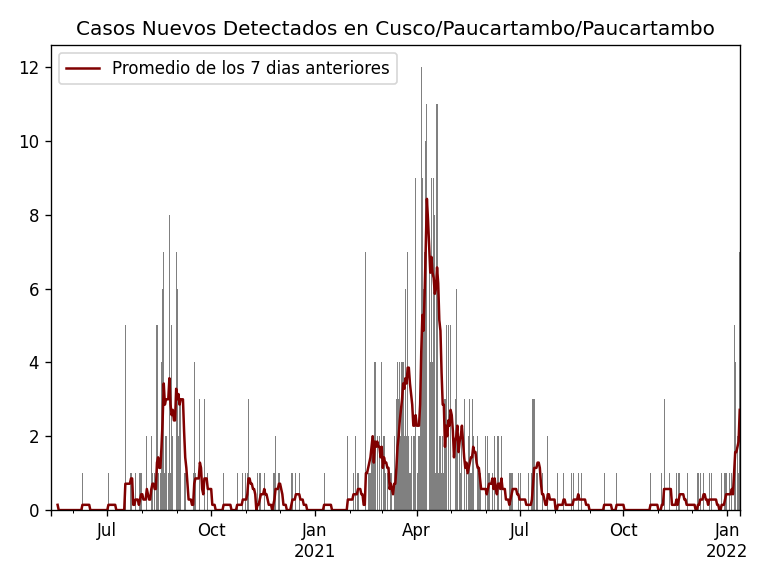 Casos Nuevos Detectados en Cusco/Paucartambo/Paucartambo
Promedio de los 7 dias anteriores
12
10
8
6
4
2
0
Jul
Oct
Jan
2021
Apr
Jul
Oct
Jan
2022